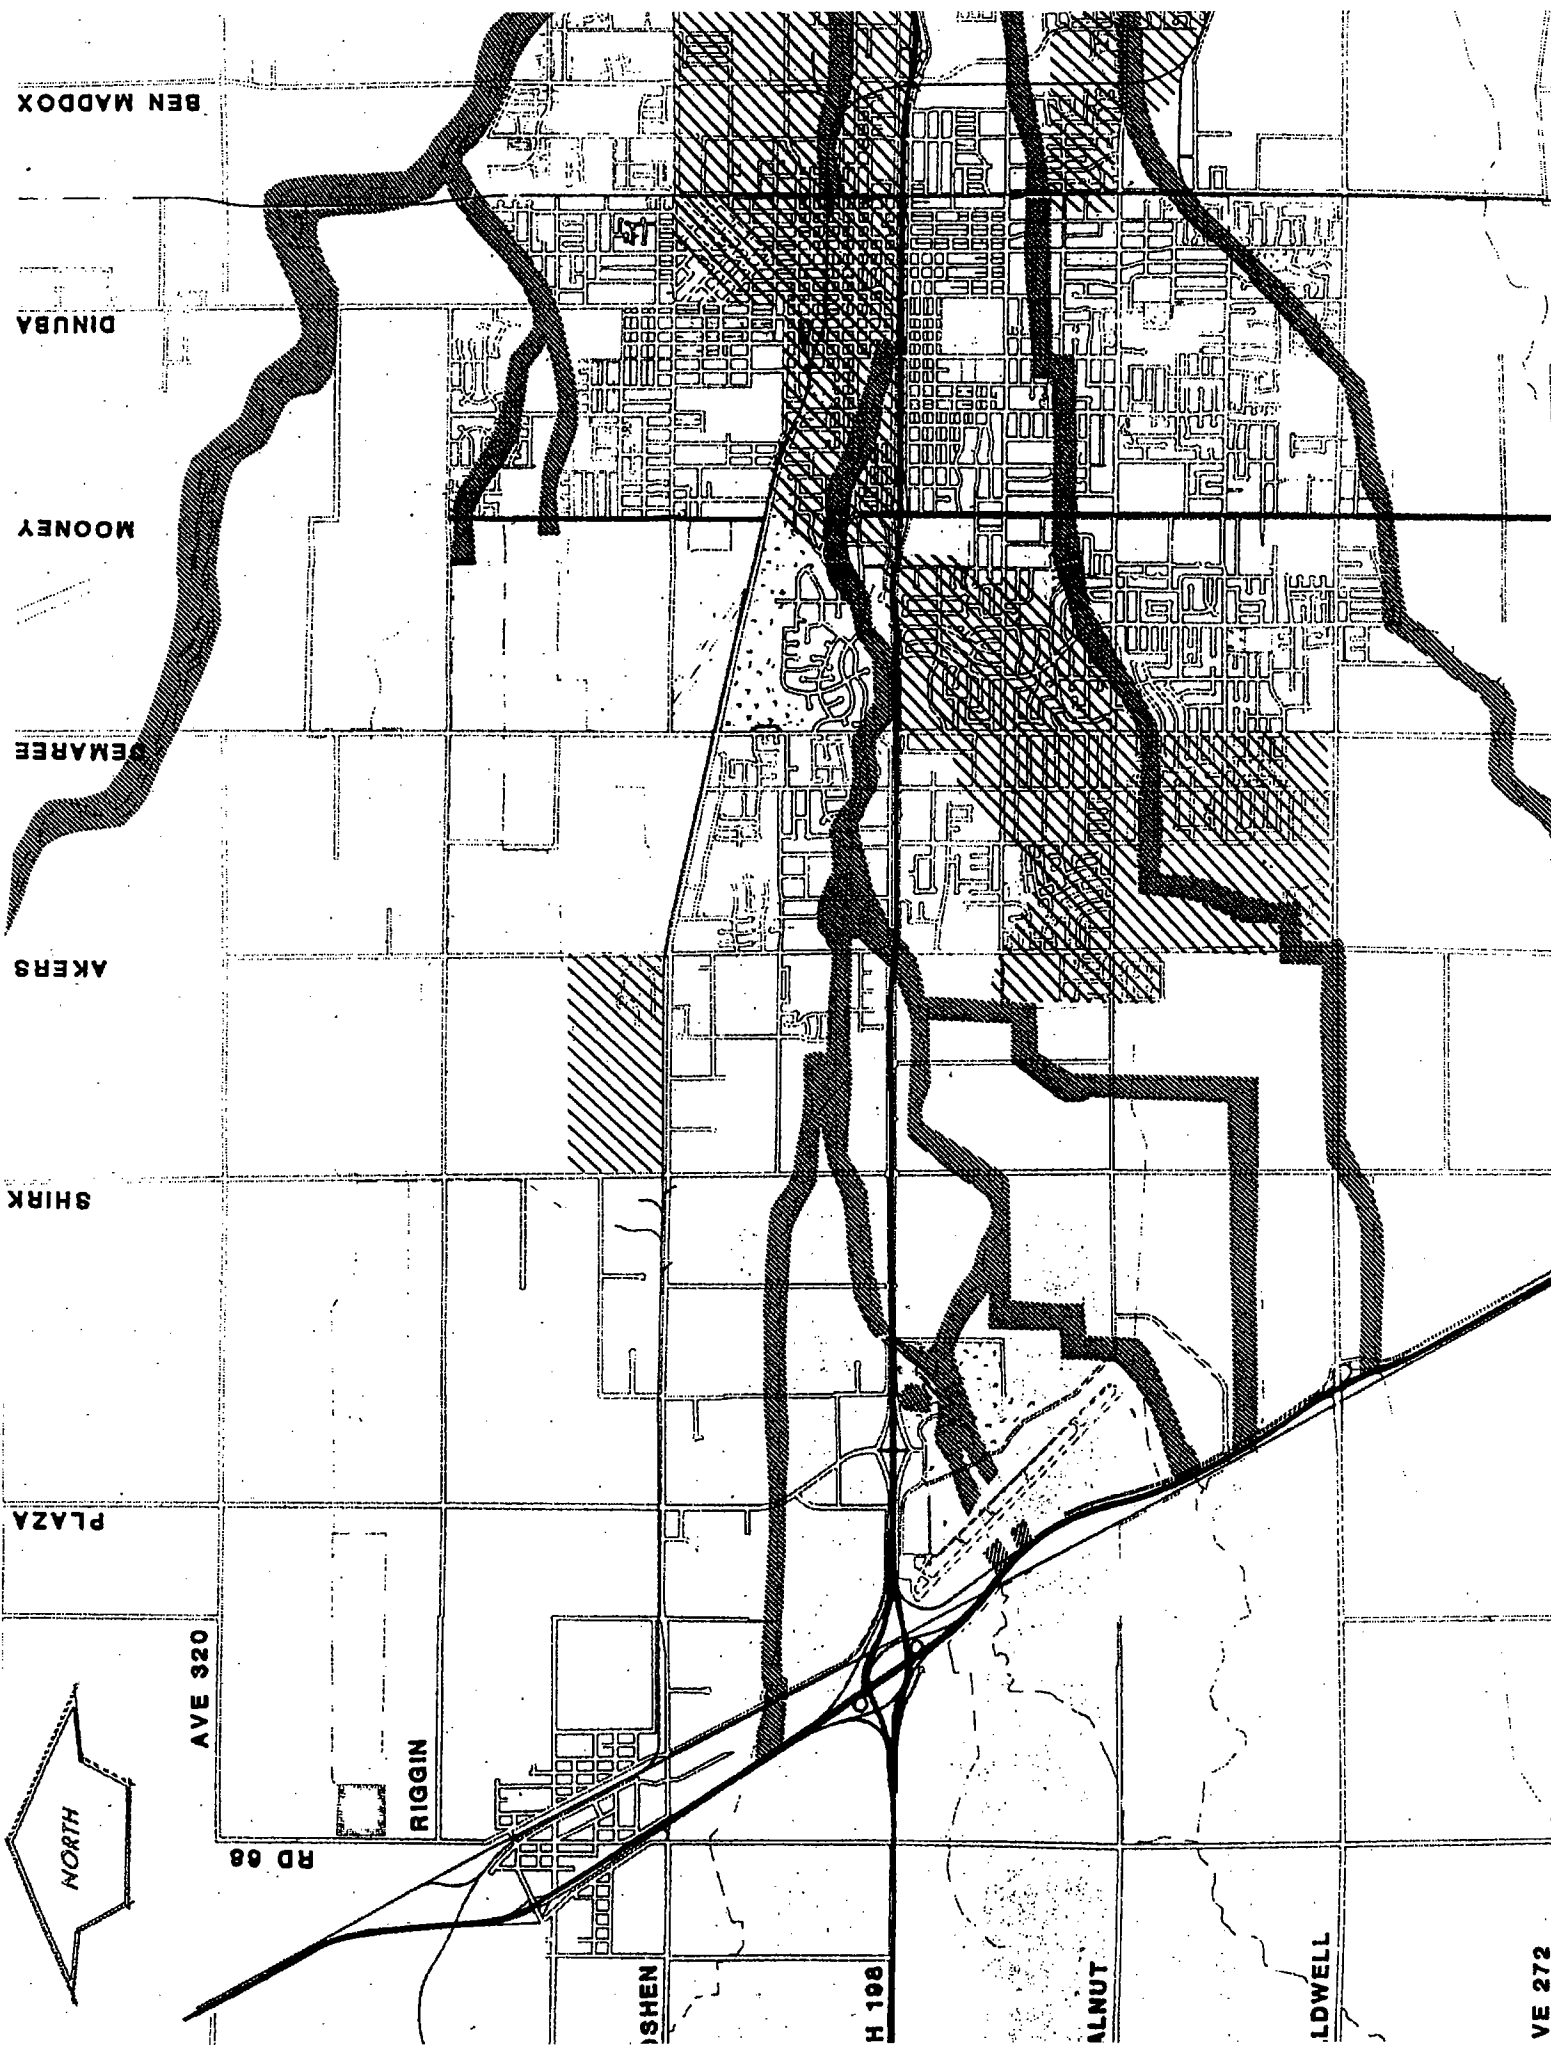 BEN MADDOX
DINUBA
MOONEY
DEMAREE
AKERS
SHIRK
PLAZA
AVE 320
RIGGIN
RD 68
NORTH
OSHEN
H 198
ALNUT
LDWELL
VE 272